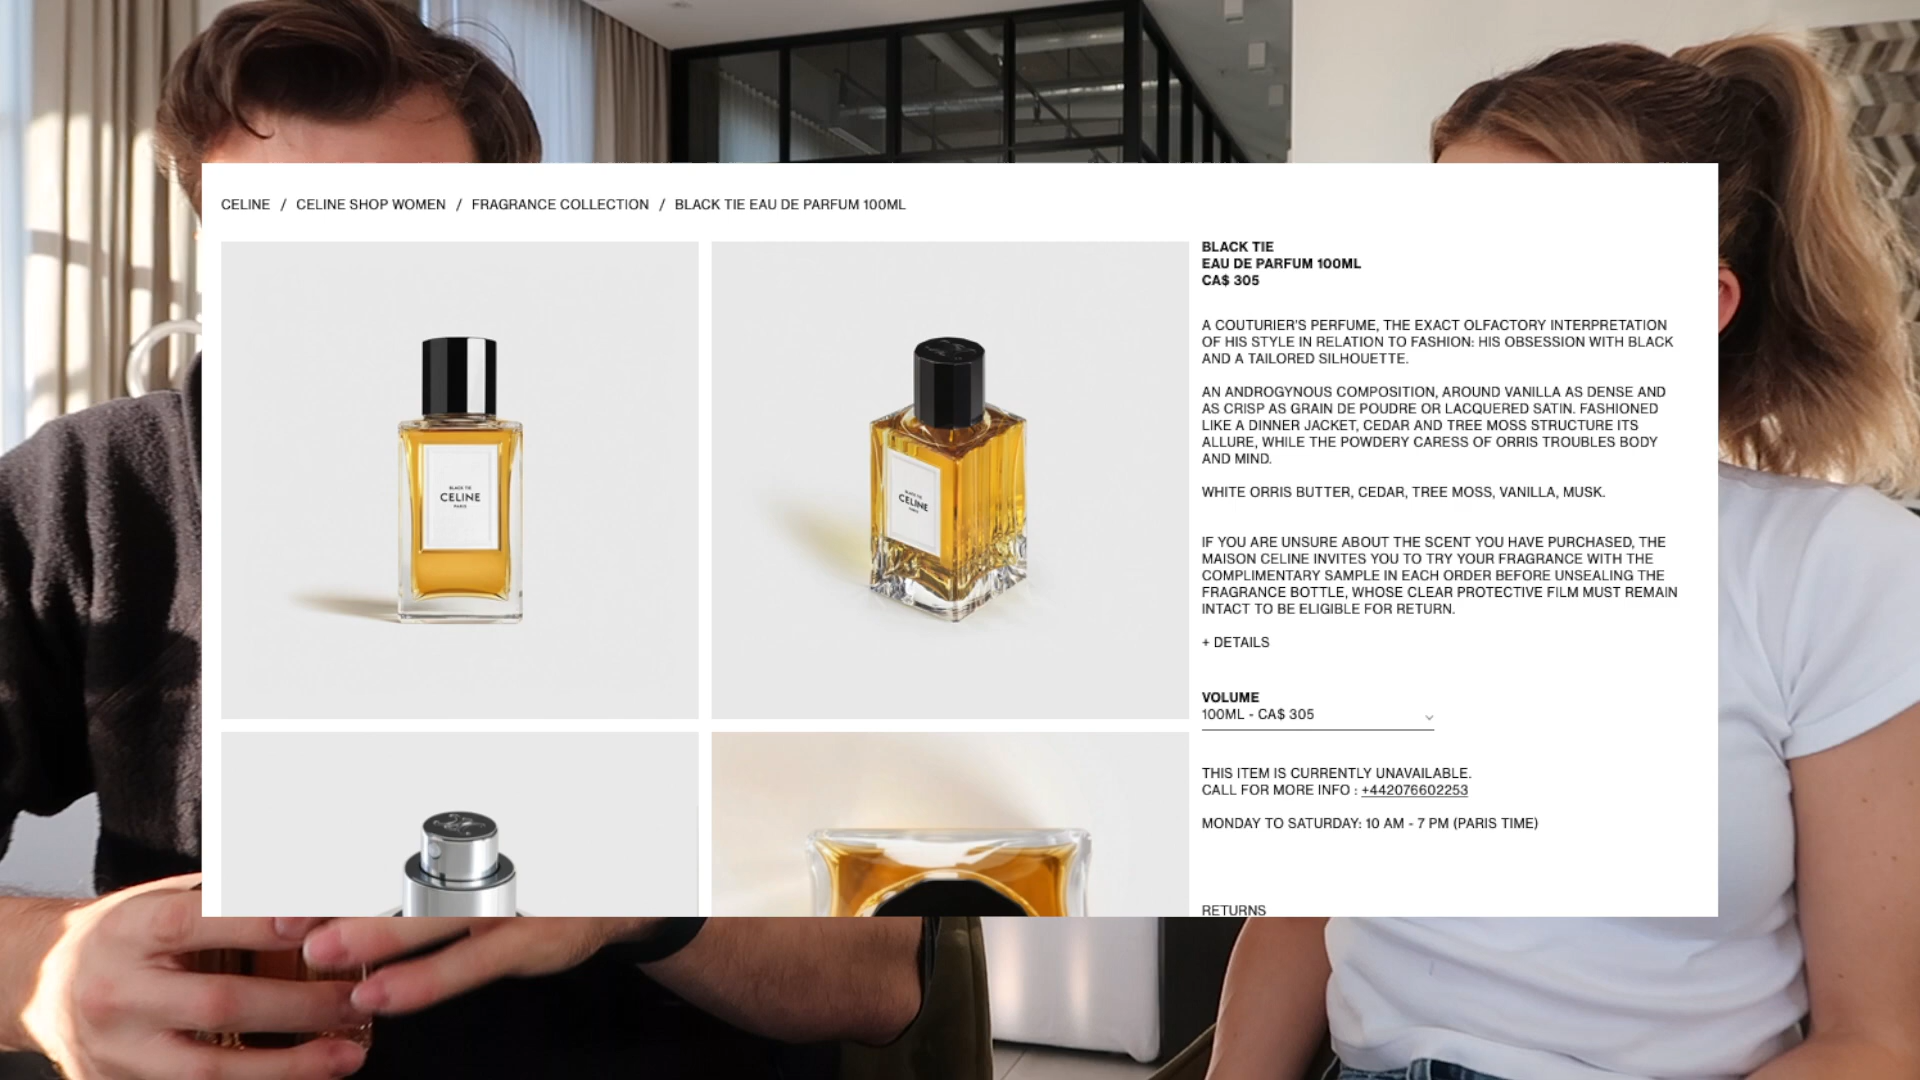 CELINE / CELINE SHOP WOMEN / FRAGRANCE COLLECTION / BLACK TIE EAU DE PARFUM 100ML
BLACK TIE
CELINE
PARIS
BLACK TIE
CELINE
PARIS
BLACK TIE
EAU DE PARFUM 100ML
CA$ 305
A COUTURIER'S PERFUME, THE EXACT OLFACTORY INTERPRETATION
OF HIS STYLE IN RELATION TO FASHION: HIS OBSESSION WITH BLACK
AND A TAILORED SILHOUETTE.
AN ANDROGYNOUS COMPOSITION, AROUND VANILLA AS DENSE AND
AS CRISP AS GRAIN DE POUDRE OR LACQUERED SATIN. FASHIONED
LIKE A DINNER JACKET, CEDAR AND TREE MOSS STRUCTURE ITS
ALLURE, WHILE THE POWDERY CARESS OF ORRIS TROUBLES BODY
AND MIND.
WHITE ORRIS BUTTER, CEDAR, TREE MOSS, VANILLA, MUSK.
IF YOU ARE UNSURE ABOUT THE SCENT YOU HAVE PURCHASED, THE
MAISON CELINE INVITES YOU TO TRY YOUR FRAGRANCE WITH THE
COMPLIMENTARY SAMPLE IN EACH ORDER BEFORE UNSEALING THE
FRAGRANCE BOTTLE, WHOSE CLEAR PROTECTIVE FILM MUST REMAIN
INTACT TO BE ELIGIBLE FOR RETURN.
+ DETAILS
VOLUME
100ML - CA$ 305
THIS ITEM IS CURRENTLY UNAVAILABLE.
CALL FOR MORE INFO : +442076602253
MONDAY TO SATURDAY: 10 AM - 7 PM (PARIS TIME)
RETURNS